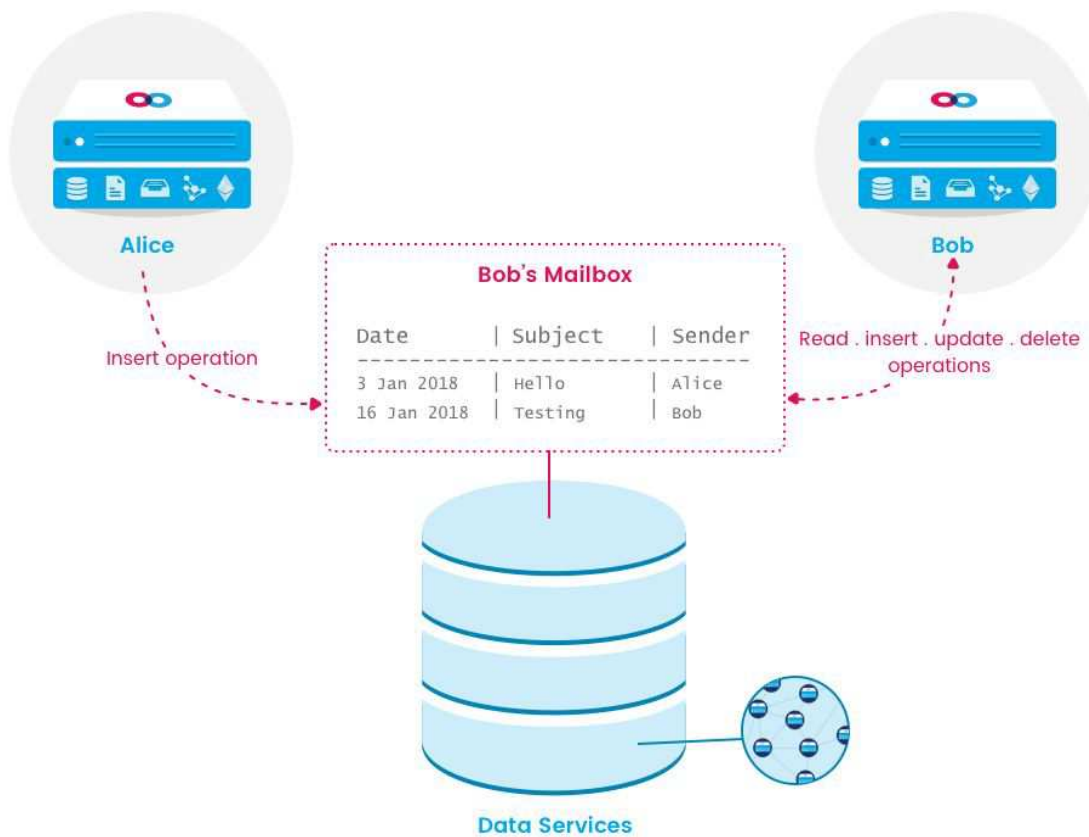 Alice
Bob
Bob's Mailbox
Date | Subject | Sender
------------------------------
3 Jan 2018 | Hello | Alice
16 Jan 2018 | Testing | Bob
Insert operation
Read . insert . update . delete
operations
Data Services